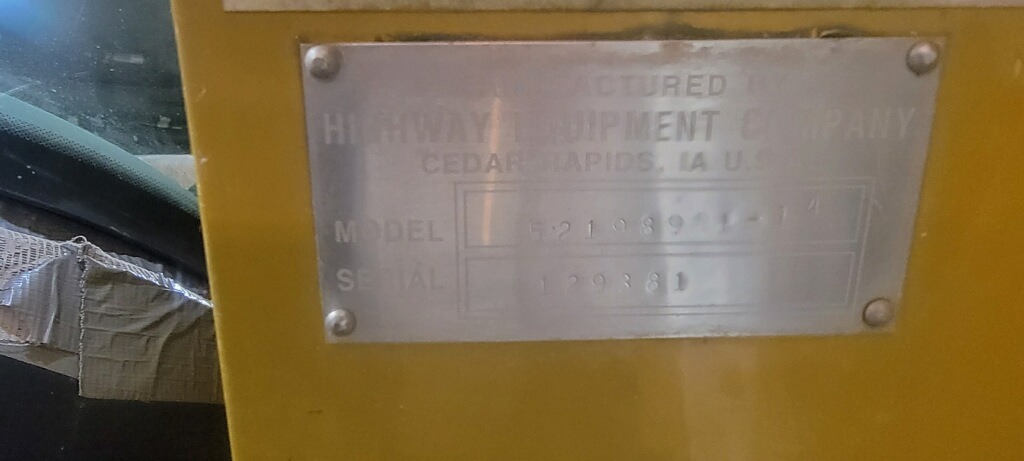 MANUFACTURED BY
HIGHWAY EQUIPMENT COMPANY
CEDAR RAPIDS, IA U.S.A.
MODEL
SERIAL 129381